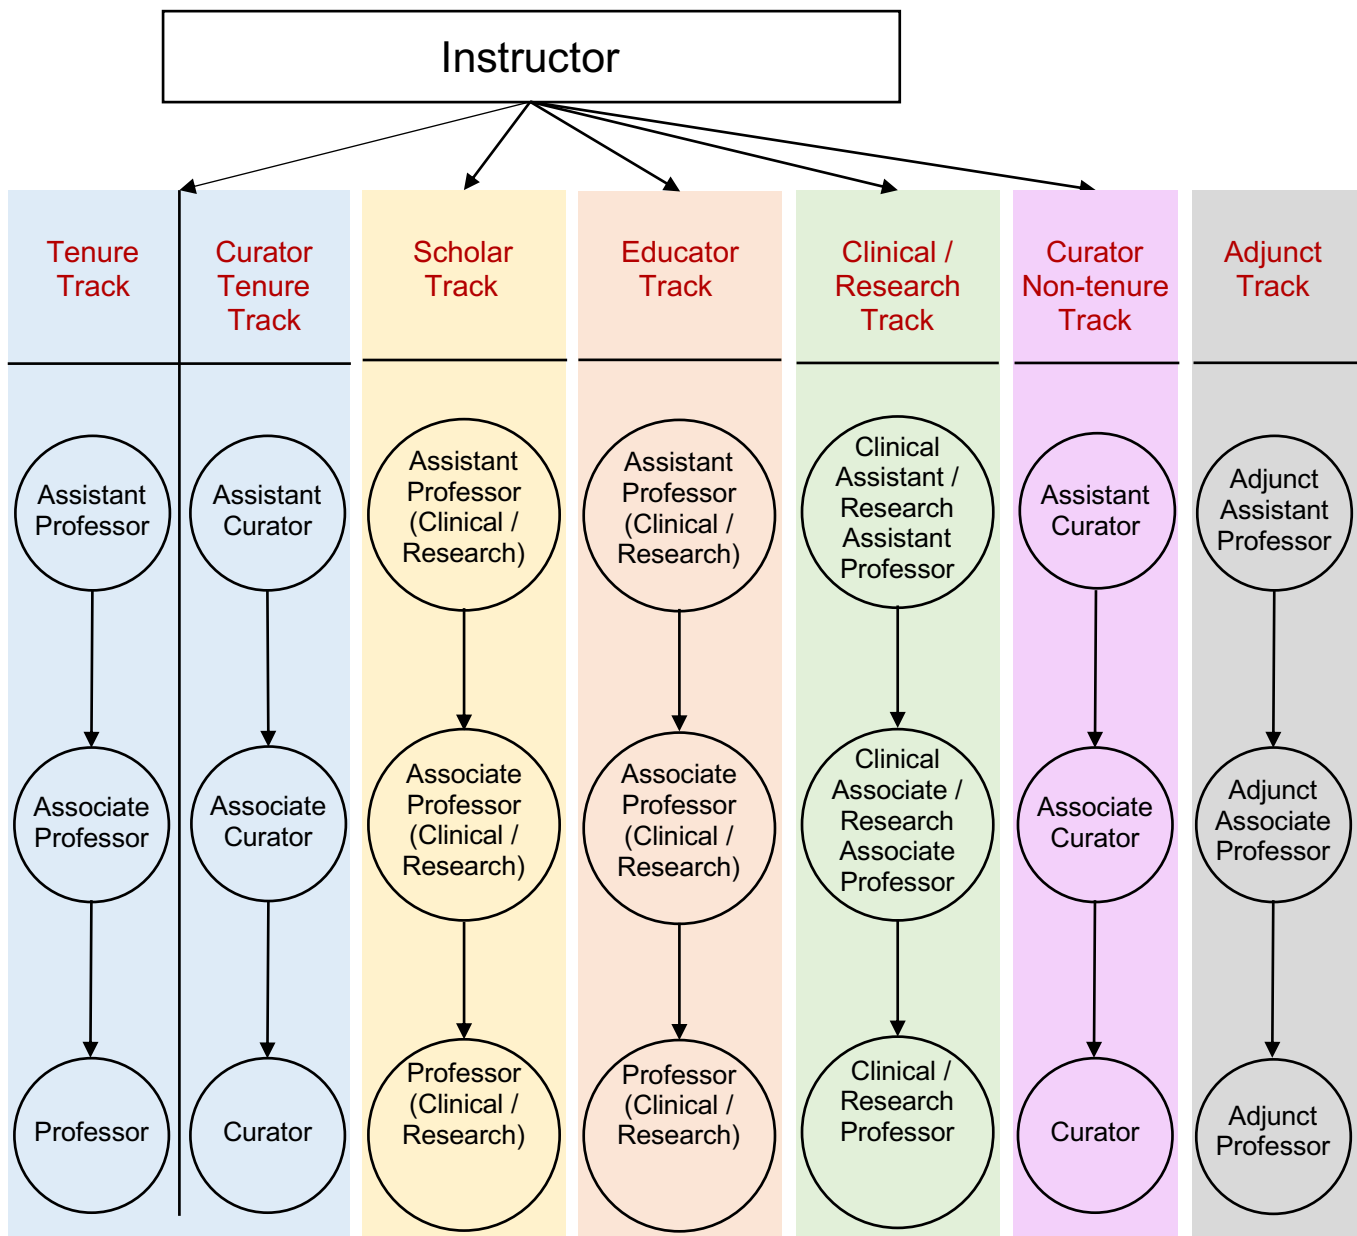 Instructor
Tenure
Track
Curator
Tenure
Track
Scholar
Track
Educator
Track
Clinical /
Research
Track
Curator
Non-tenure
Track
Adjunct
Track
Assistant
Professor
Assistant
Curator
Assistant
Professor
(Clinical /
Research)
Assistant
Professor
(Clinical /
Research)
Clinical
Assistant /
Research
Assistant
Professor
Assistant
Curator
Adjunct
Assistant
Professor
Associate
Professor
Associate
Curator
Associate
Professor
(Clinical /
Research)
Associate
Professor
(Clinical /
Research)
Clinical
Associate /
Research
Associate
Professor
Associate
Curator
Adjunct
Associate
Professor
Professor
Curator
Professor
(Clinical /
Research)
Professor
(Clinical /
Research)
Clinical /
Research
Professor
Curator
Adjunct
Professor